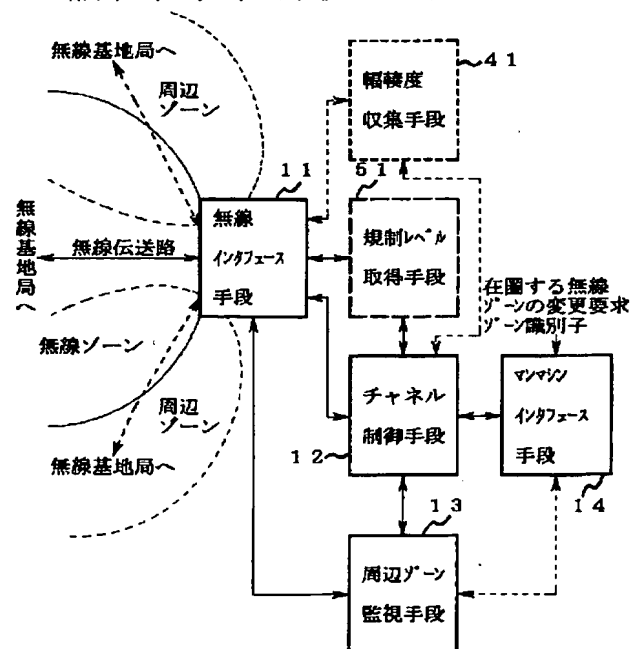 無線基地局へ
周辺
ゾーン
無線基地局へ
無線伝送路
無線ゾーン
周辺
ゾーン
無線基地局へ
11
無線
インタフェース
手段
41
輻輳度
収集手段
51
規制レベル
取得手段
在圏する無線
ゾーンの変更要求
ゾーン識別子
チャネル
制御手段
12
マンマシン
インタフェース
手段
14
13
周辺ゾーン
監視手段